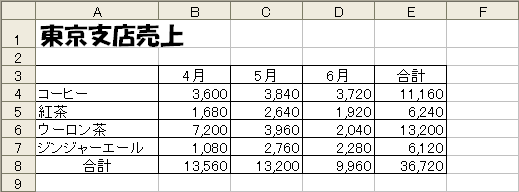 A B C D E F
1 東京支店売上
2
3 4月 5月 6月 合計
4 コーヒー 3,600 3,840 3,720 11,160
5 紅茶 1,680 2,640 1,920 6,240
6 ウーロン茶 7,200 3,960 2,040 13,200
7 ジンジャーエール 1,080 2,760 2,280 6,120
8 合計 13,560 13,200 9,960 36,720
9